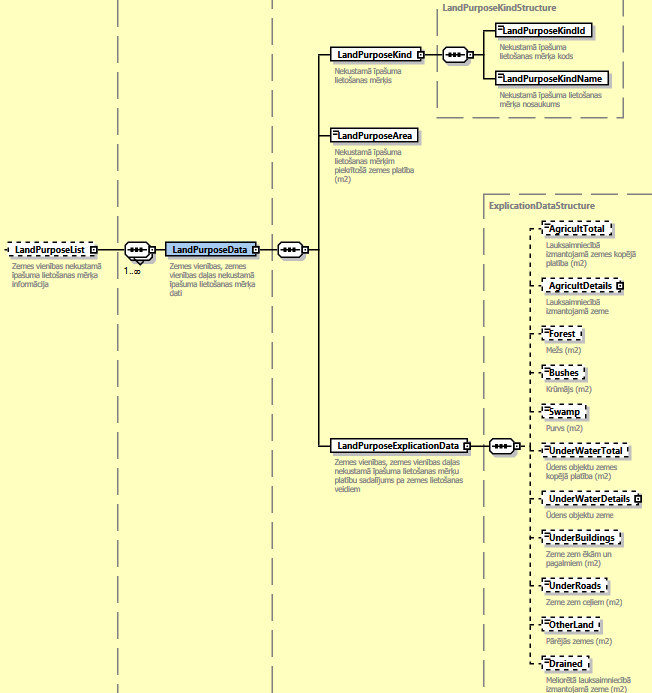 LandPurposeKindStructure
LandPurposeKindId
Nekustamā īpašuma
lietošanas mērķa kods
LandPurposeKind
Nekustamā īpašuma
lietošanas mērķis
LandPurposeKindName
Nekustamā īpašuma lietošanas
mērķa nosaukums
LandPurposeArea
Nekustamā īpašuma
lietošanas mērķim
piekrītošā zemes platība
(m2)
LandPurposeList
Zemes vienības nekustamā
īpašuma lietošanas mērķa
informācija
1..∞
LandPurposeData
Zemes vienības, zemes
vienības daļas nekustamā
īpašuma lietošanas mērķa
dati
ExplicationDataStructure
AgricultTotal
Lauksaimniecībā
izmantojamā zemes kopējā
platība (m2)
AgricultDetails
Lauksaimniecībā
izmantojamā zeme
Forest
Mežs (m2)
Bushes
Krūmājs (m2)
Swamp
Purvs (m2)
LandPurposeExplicationData
Zemes vienības, zemes vienības daļas
nekustamā īpašuma lietošanas mērķu
platību sadalījums pa zemes lietošanas
veidiem
UnderWaterTotal
Ūdens objektu zemes
kopējā platība (m2)
UnderWaterDetails
Ūdens objektu zeme
UnderBuildings
Zeme zem ēkām un
pagalmiem (m2)
UnderRoads
Zeme zem ceļiem (m2)
OtherLand
Pārējās zemes (m2)
Drained
Meliorētā lauksaimniecībā
izmantojamā zeme (m2)